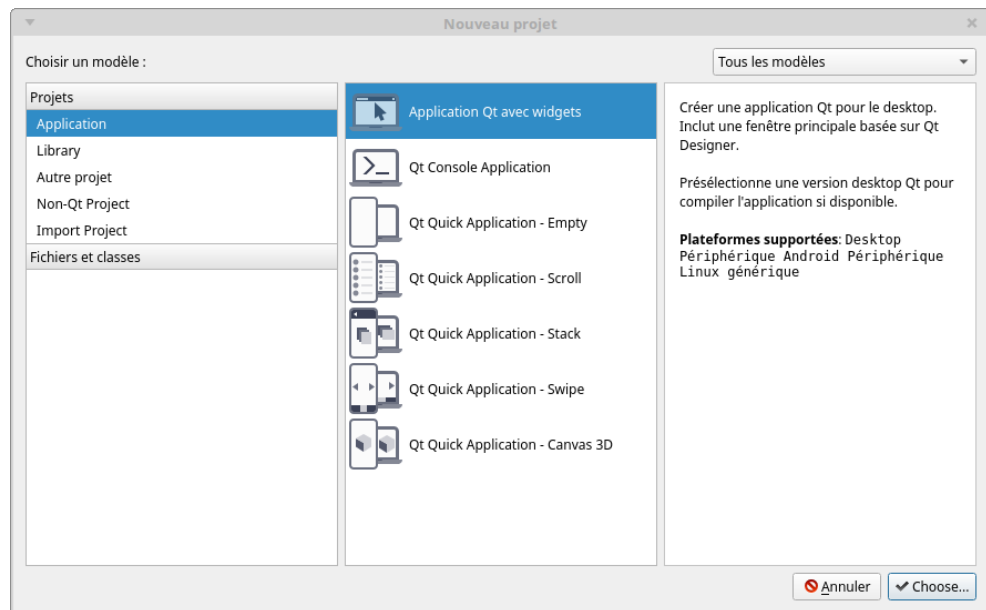 Nouveau projet
Choisir un modèle :
Tous les modèles
Projets
Application
Library
Autre projet
Non-Qt Project
Import Project
Fichiers et classes
Application Qt avec widgets
Qt Console Application
Qt Quick Application - Empty
Qt Quick Application - Scroll
Qt Quick Application - Stack
Qt Quick Application - Swipe
Qt Quick Application - Canvas 3D
Créer une application Qt pour le desktop.
Inclut une fenêtre principale basée sur Qt
Designer.
Présélectionne une version desktop Qt pour
compiler l'application si disponible.
Plateformes supportées: Desktop
Périphérique Android Périphérique
Linux générique
Annuler
Choose...